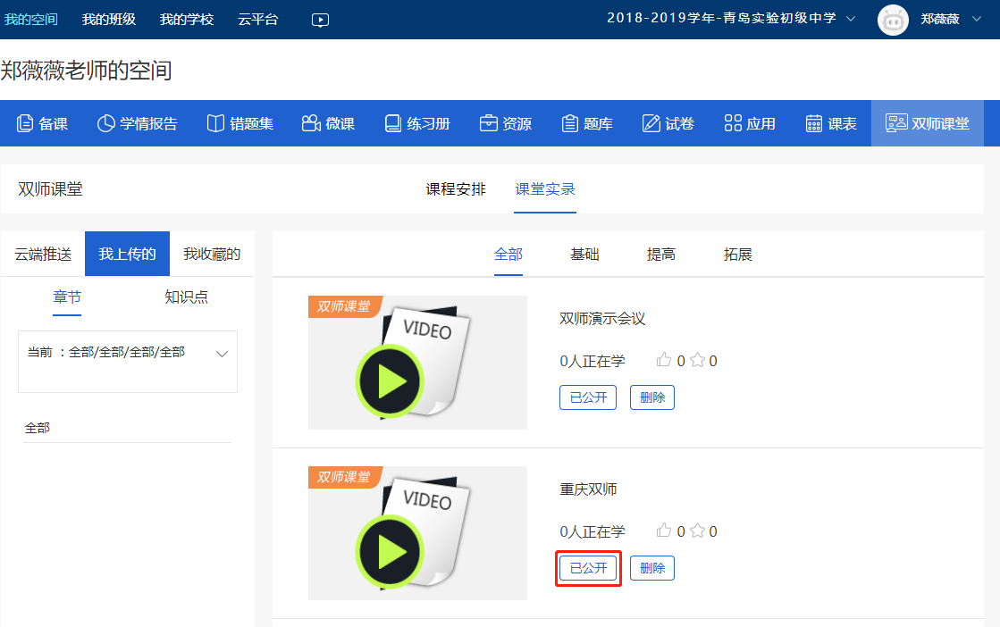 我的空间 我的班级 我的学校 云平台 2018-2019学年-青岛实验初级中学 郑薇薇
郑薇薇老师的空间
备课 学情报告 错题集 微课 练习册 资源 题库 试卷 应用 课表 双师课堂
双师课堂 课程安排 课堂实录
云端推送 我上传的 我收藏的
章节 知识点
当前 ：全部/全部/全部/全部
全部
全部 基础 提高 拓展
双师课堂
VIDEO
双师演示会议
0人正在学 0 0
已公开 删除
双师课堂
VIDEO
重庆双师
0人正在学 0 0
已公开 删除